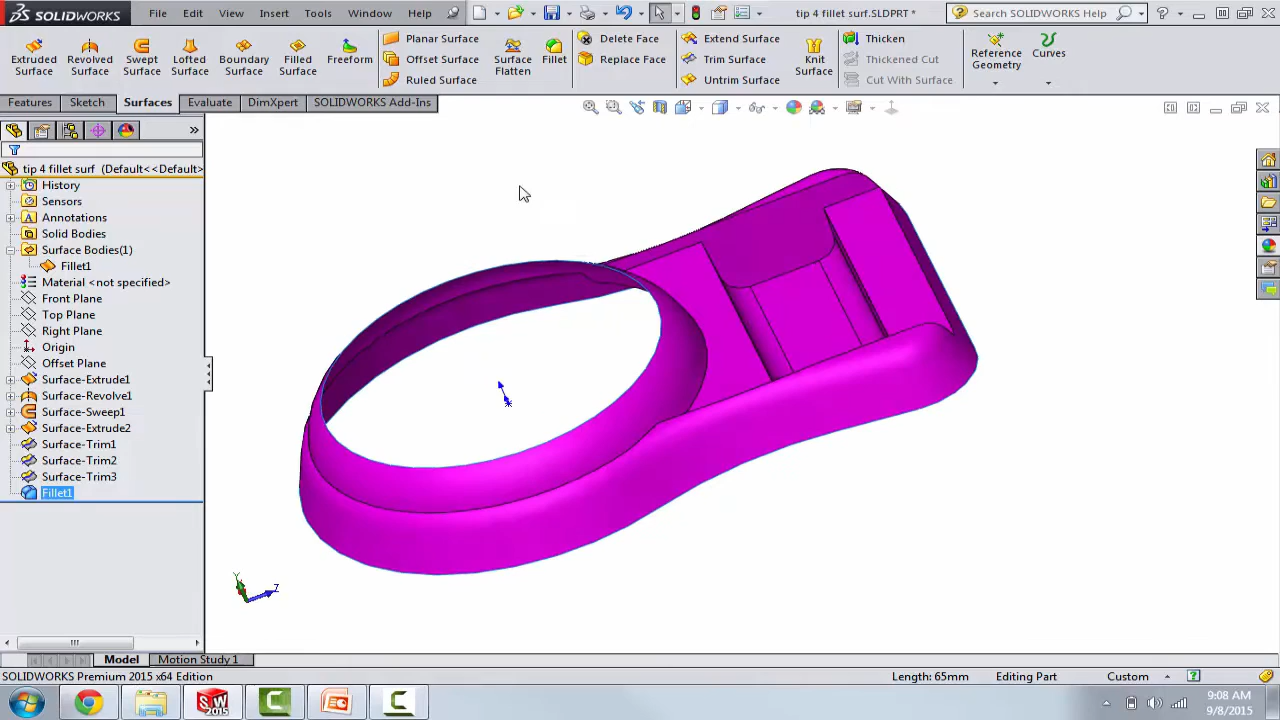 SOLIDWORKS File Edit View Insert Tools Window Help tip 4 fillet surf.SLDPRT * Search SOLIDWORKS Help
Extruded Surface
Revolved Surface
Swept Surface
Lofted Surface
Boundary Surface
Filled Surface
Freeform
Planar Surface
Offset Surface
Ruled Surface
Surface Flatten
Fillet
Delete Face
Replace Face
Extend Surface
Trim Surface
Untrim Surface
Knit Surface
Thicken
Thickened Cut
Cut With Surface
Reference Geometry
Curves
Features Sketch Surfaces Evaluate DimXpert SOLIDWORKS Add-Ins
tip 4 fillet surf (Default<<Default>
History
Sensors
Annotations
Solid Bodies
Surface Bodies(1)
Fillet1
Material <not specified>
Front Plane
Top Plane
Right Plane
Origin
Offset Plane
Surface-Extrude1
Surface-Revolve1
Surface-Sweep1
Surface-Extrude2
Surface-Trim1
Surface-Trim2
Surface-Trim3
Fillet1
Y
Z
Model Motion Study 1
SOLIDWORKS Premium 2015 x64 Edition Length: 65mm Editing Part Custom
SW 2015
9:08 AM
9/8/2015